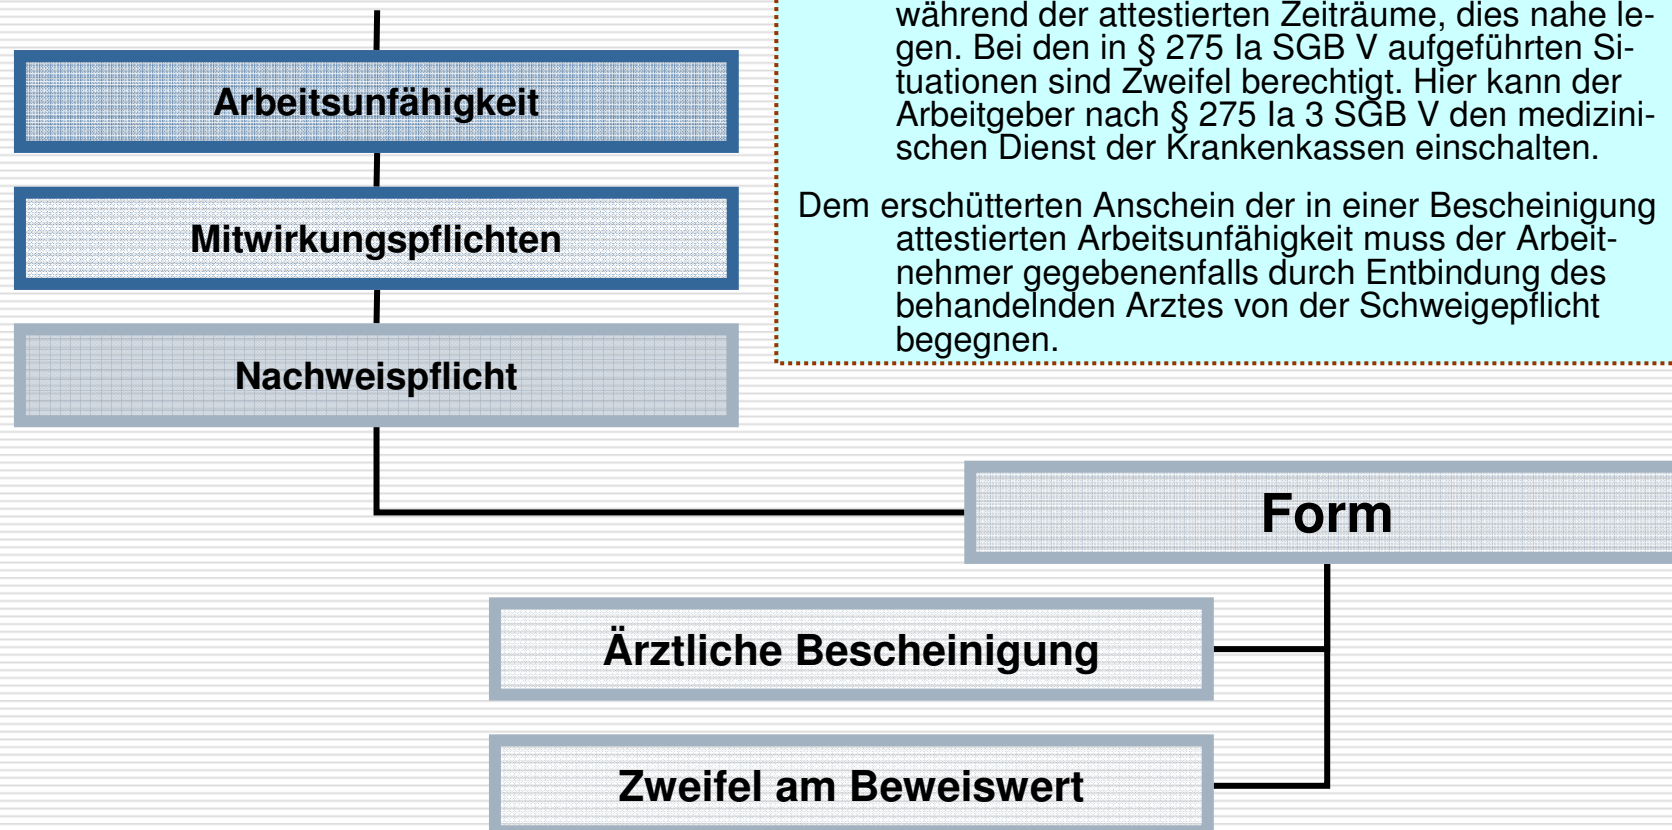 Arbeitsunfähigkeit
Mitwirkungspflichten
Nachweispflicht
während der attestierten Zeiträume, dies nahe le-
gen. Bei den in § 275 Ia SGB V aufgeführten Si-
tuationen sind Zweifel berechtigt. Hier kann der
Arbeitgeber nach § 275 Ia 3 SGB V den medizini-
schen Dienst der Krankenkassen einschalten.
Dem erschütterten Anschein der in einer Bescheinigung
attestierten Arbeitsunfähigkeit muss der Arbeit-
nehmer gegebenenfalls durch Entbindung des
behandelnden Arztes von der Schweigepflicht
begegnen.
Form
Ärztliche Bescheinigung
Zweifel am Beweiswert